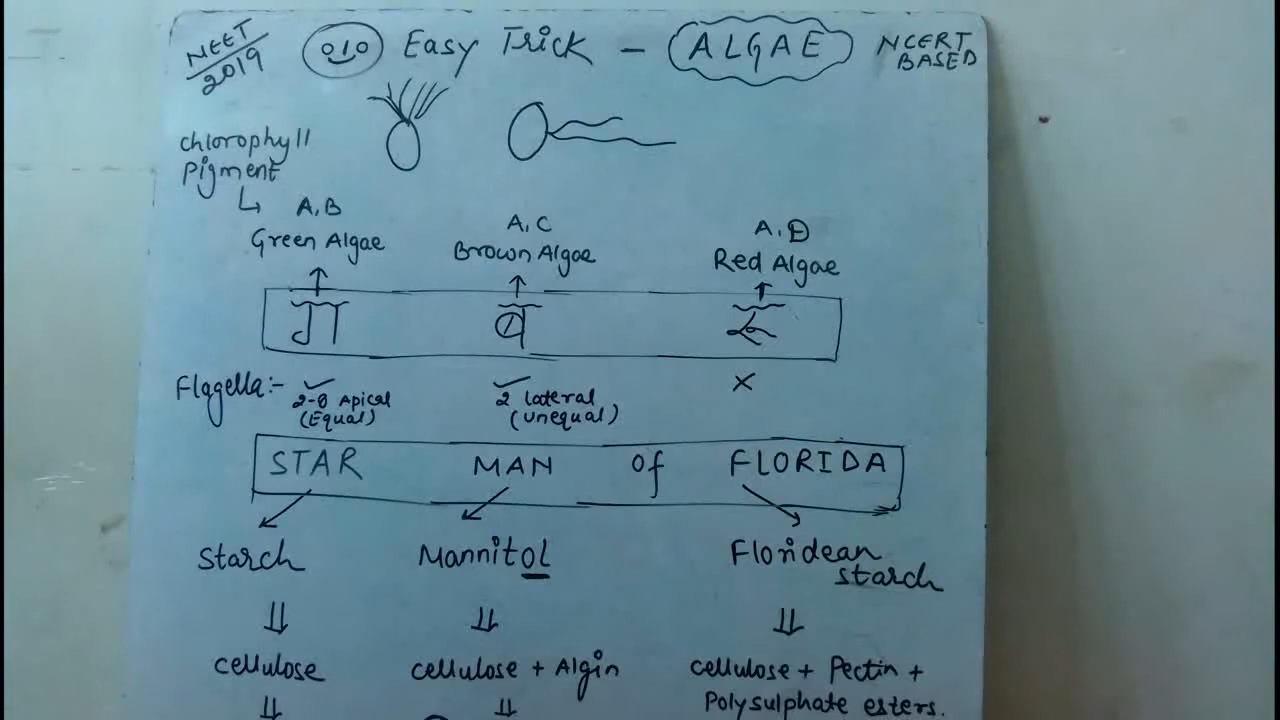 NEET
2019
Easy Trick - ALGAE
NCERT
BASED
chlorophyll
Pigment
A, B
Green Algae
A, C
Brown Algae
A, D
Red Algae
ग ब र
Flagella:-
2-8 Apical
(Equal)
2 lateral
(unequal)
STAR MAN of FLORIDA
Starch
Mannitol
Floridean
starch
cellulose
cellulose + Algin
cellulose + Pectin +
Polysulphate esters.